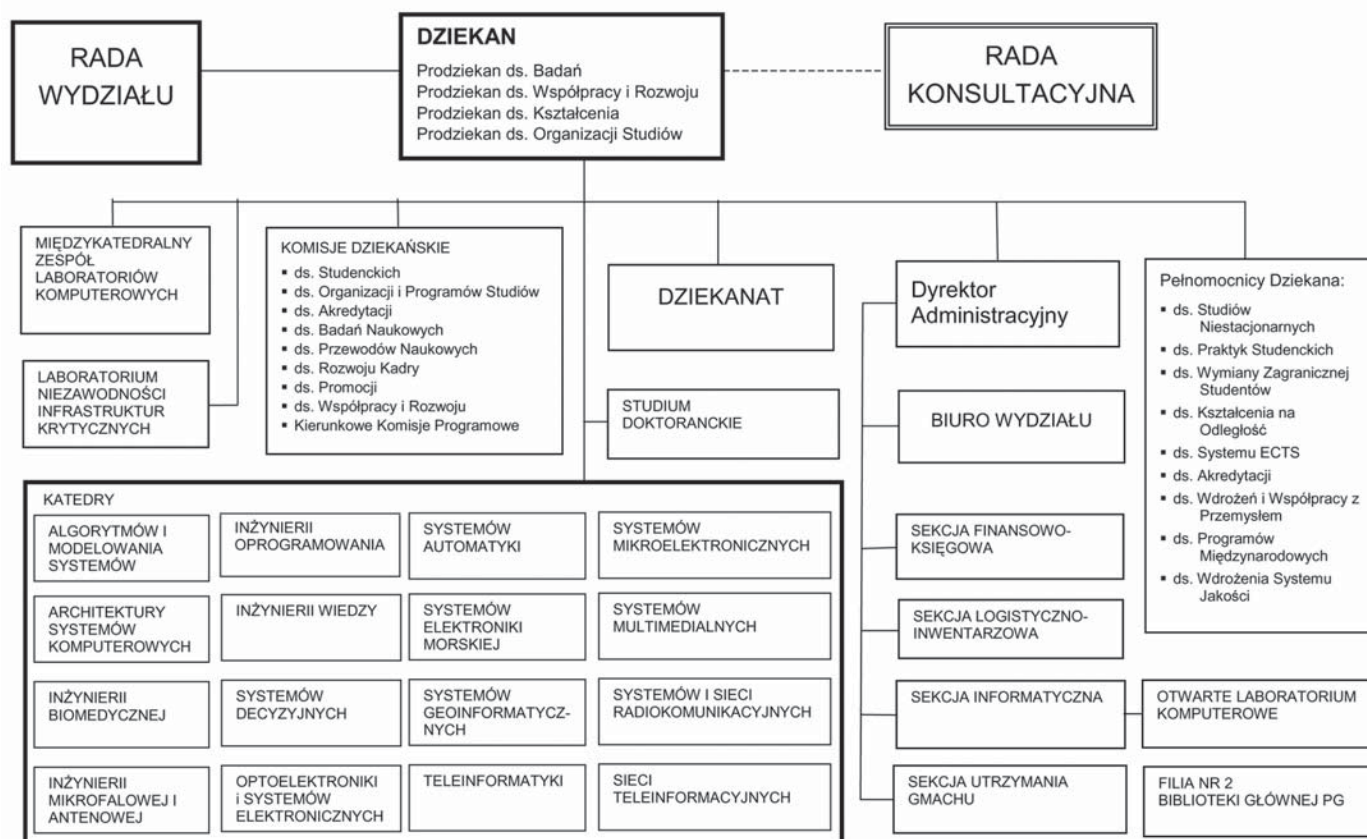 RADA
WYDZIAŁU
DZIEKAN
Prodziekan ds. Badań
Prodziekan ds. Współpracy i Rozwoju
Prodziekan ds. Kształcenia
Prodziekan ds. Organizacji Studiów
RADA
KONSULTACYJNA
MIĘDZYKATEDRALNY
ZESPÓŁ
LABORATORIÓW
KOMPUTEROWYCH
LABORATORIUM
NIEZAWODNOŚCI
INFRASTRUKTUR
KRYTYCZNYCH
KOMISJE DZIEKAŃSKIE
▪ ds. Studenckich
▪ ds. Organizacji i Programów Studiów
▪ ds. Akredytacji
▪ ds. Badań Naukowych
▪ ds. Przewodów Naukowych
▪ ds. Rozwoju Kadry
▪ ds. Promocji
▪ ds. Współpracy i Rozwoju
▪ Kierunkowe Komisje Programowe
DZIEKANAT
STUDIUM
DOKTORANCKIE
Dyrektor
Administracyjny
BIURO WYDZIAŁU
SEKCJA FINANSOWO-
KSIĘGOWA
SEKCJA LOGISTYCZNO-
INWENTARZOWA
SEKCJA INFORMATYCZNA
SEKCJA UTRZYMANIA
GMACHU
Pełnomocnicy Dziekana:
▪ ds. Studiów
Niestacjonarnych
▪ ds. Praktyk Studenckich
▪ ds. Wymiany Zagranicznej
Studentów
▪ ds. Kształcenia na
Odległość
▪ ds. Systemu ECTS
▪ ds. Akredytacji
▪ ds. Wdrożeń i Współpracy z
Przemysłem
▪ ds. Programów
Międzynarodowych
▪ ds. Wdrożenia Systemu
Jakości
OTWARTE LABORATORIUM
KOMPUTEROWE
FILIA NR 2
BIBLIOTEKI GŁÓWNEJ PG
KATEDRY
ALGORYTMÓW I
MODELOWANIA
SYSTEMÓW
INŻYNIERII
OPROGRAMOWANIA
SYSTEMÓW
AUTOMATYKI
SYSTEMÓW
MIKROELEKTRONICZNYCH
ARCHITEKTURY
SYSTEMÓW
KOMPUTEROWYCH
INŻYNIERII WIEDZY
SYSTEMÓW
ELEKTRONIKI
MORSKIEJ
SYSTEMÓW
MULTIMEDIALNYCH
INŻYNIERII
BIOMEDYCZNEJ
SYSTEMÓW
DECYZYJNYCH
SYSTEMÓW
GEOINFORMATYCZ-
NYCH
SYSTEMÓW I SIECI
RADIOKOMUNIKACYJNYCH
INŻYNIERII
MIKROFALOWEJ I
ANTENOWEJ
OPTOELEKTRONIKI
i SYSTEMÓW
ELEKTRONICZNYCH
TELEINFORMATYKI
SIECI
TELEINFORMACYJNYCH